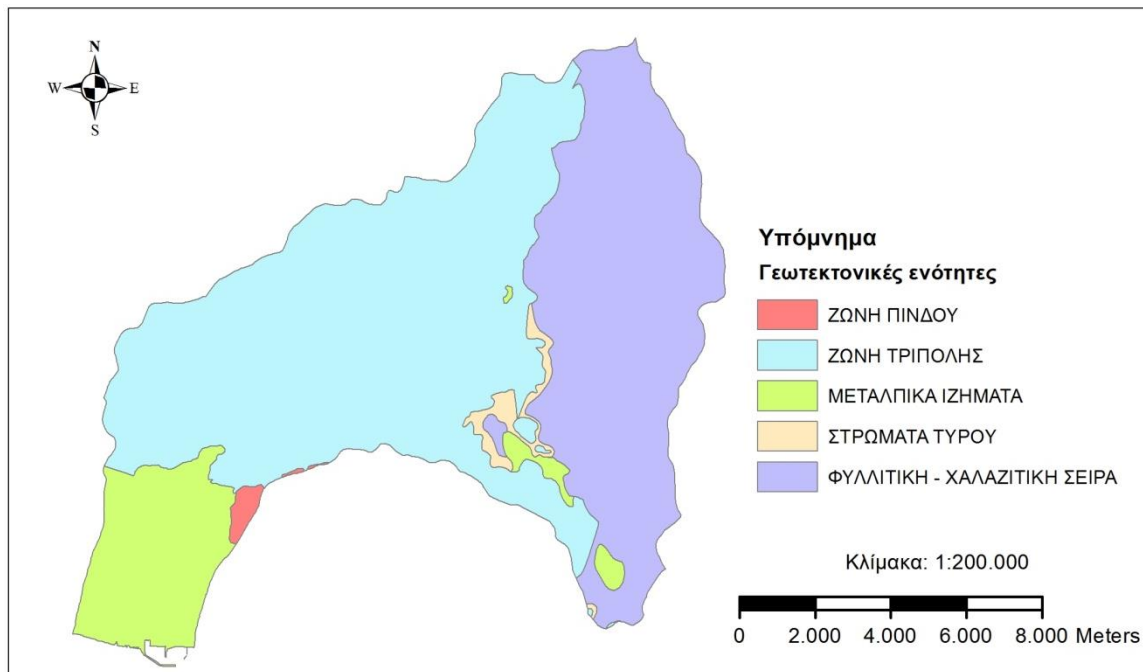 N
W E
S
Υπόμνημα
Γεωτεκτονικές ενότητες
ΖΩΝΗ ΠΙΝΔΟΥ
ΖΩΝΗ ΤΡΙΠΟΛΗΣ
ΜΕΤΑΛΠΙΚΑ ΙΖΗΜΑΤΑ
ΣΤΡΩΜΑΤΑ ΤΥΡΟΥ
ΦΥΛΛΙΤΙΚΗ - ΧΑΛΑΖΙΤΙΚΗ ΣΕΙΡΑ
Κλίμακα: 1:200.000
0 2.000 4.000 6.000 8.000 Meters